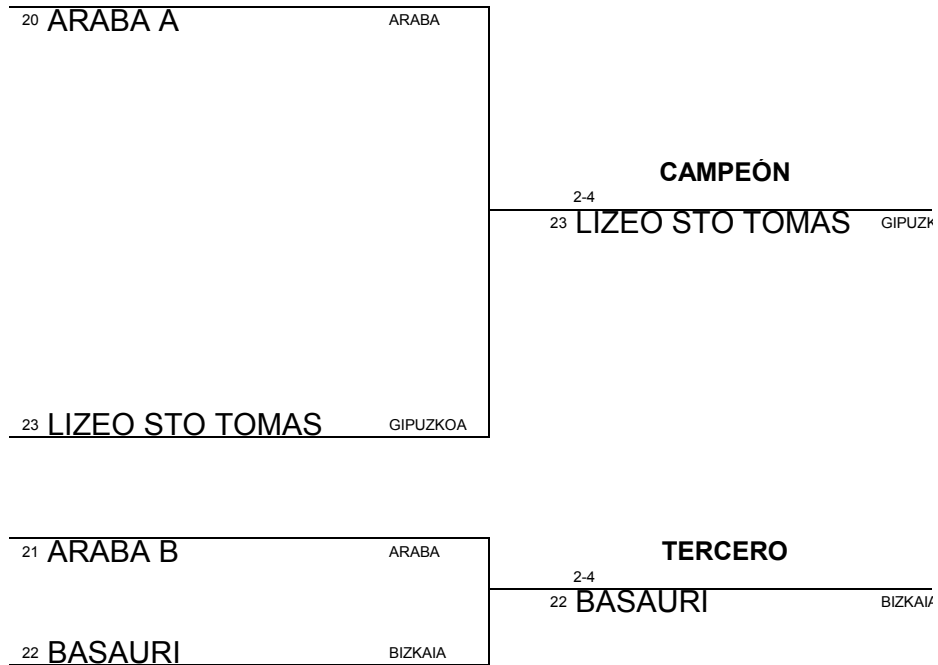 20 ARABA A ARABA
CAMPEÓN
2-4
23 LIZEO STO TOMAS GIPUZK
23 LIZEO STO TOMAS GIPUZKOA
21 ARABA B ARABA
TERCERO
2-4
22 BASAURI BIZKAIA
22 BASAURI BIZKAIA